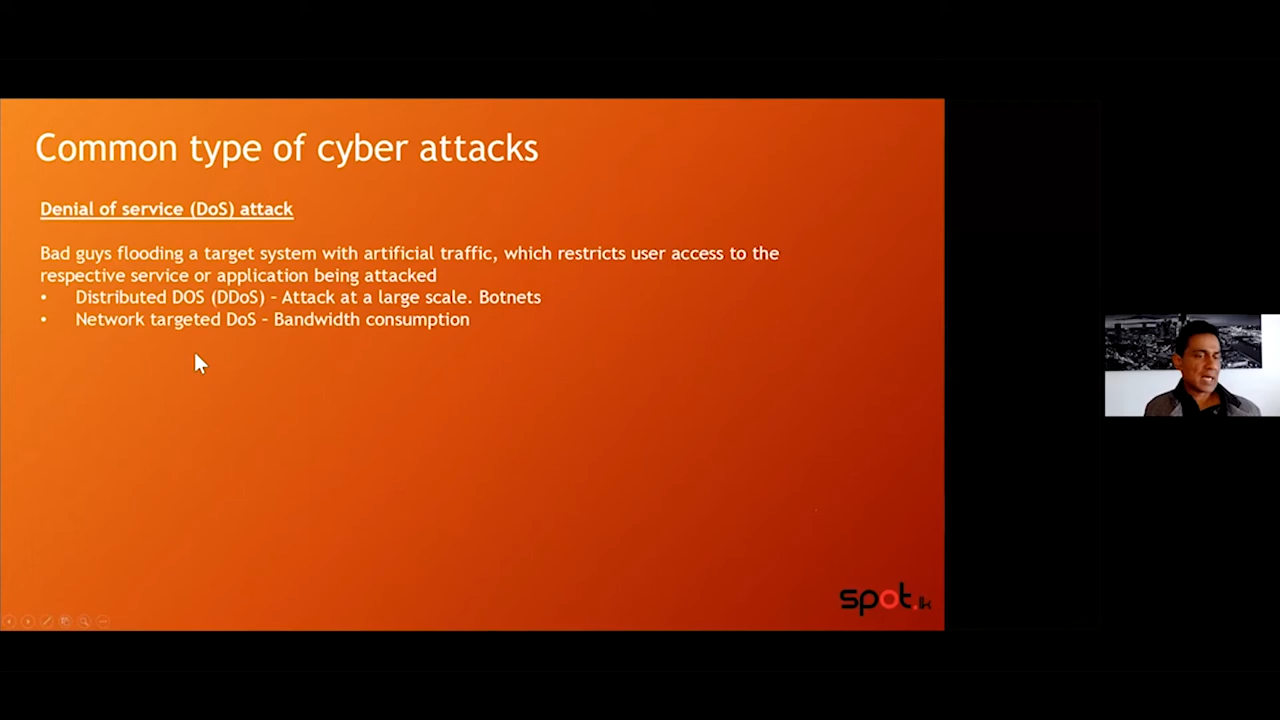 Common type of cyber attacks
Denial of service (DoS) attack
Bad guys flooding a target system with artificial traffic, which restricts user access to the
respective service or application being attacked
• Distributed DOS (DDoS) – Attack at a large scale. Botnets
• Network targeted DoS – Bandwidth consumption
spot.lk